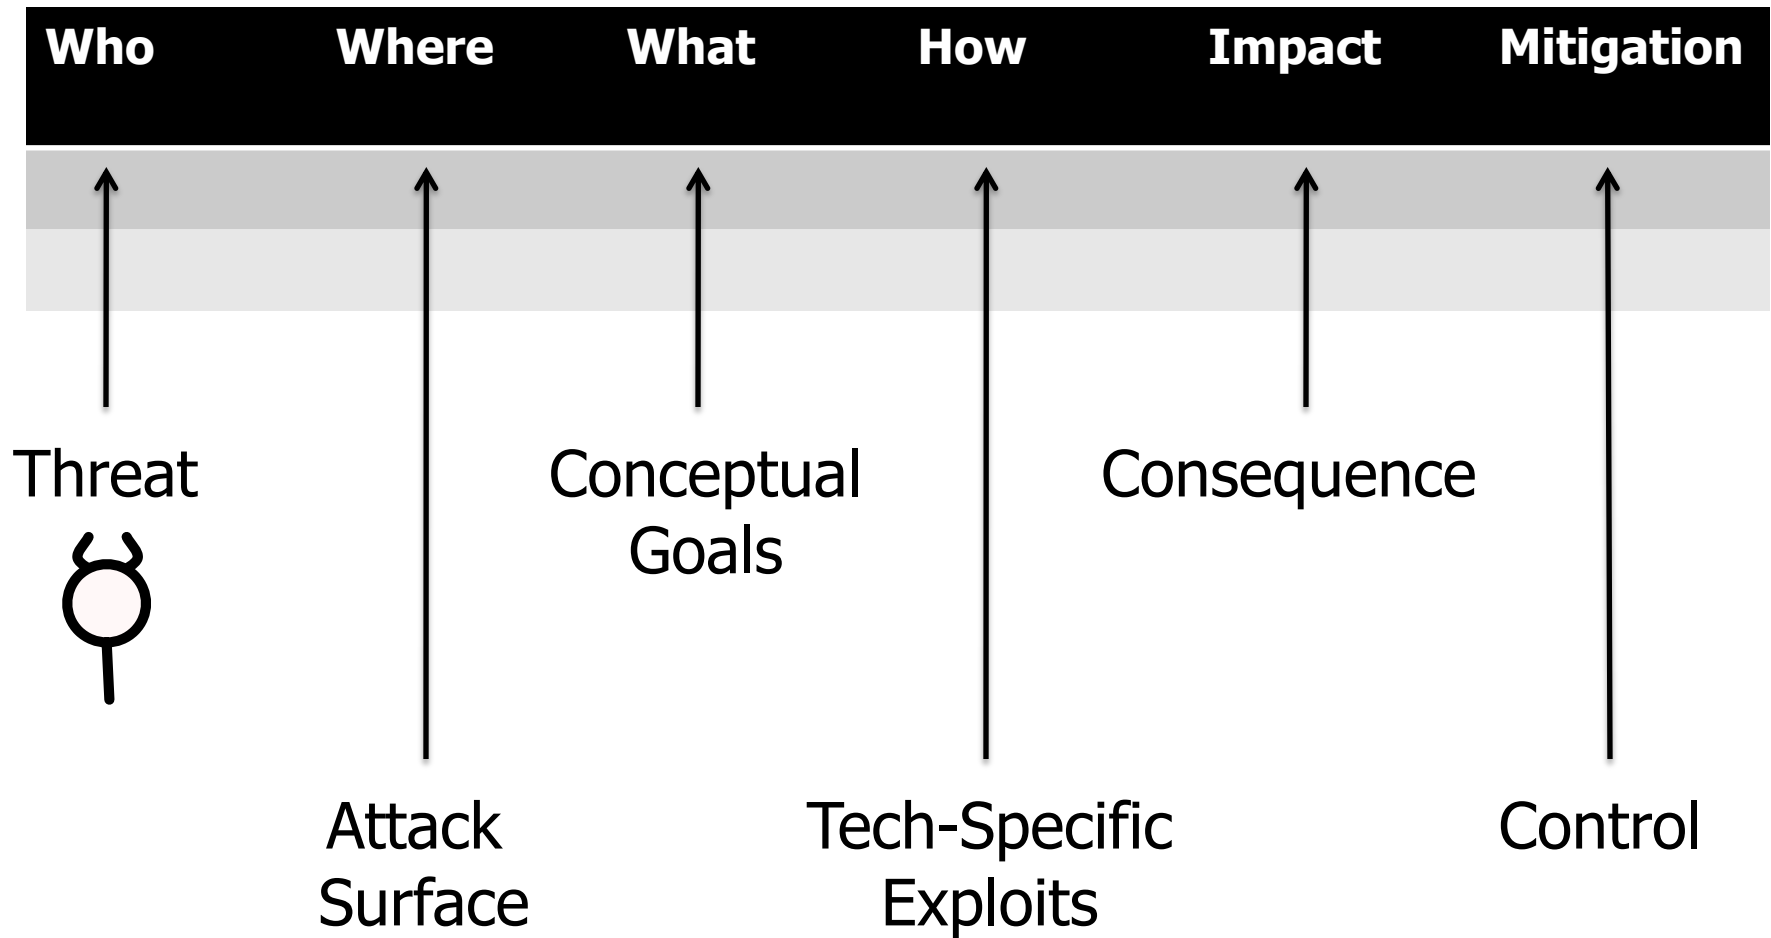 Who Where What How Impact Mitigation
Threat Conceptual Consequence
Goals
Attack Tech-Specific Control
Surface Exploits